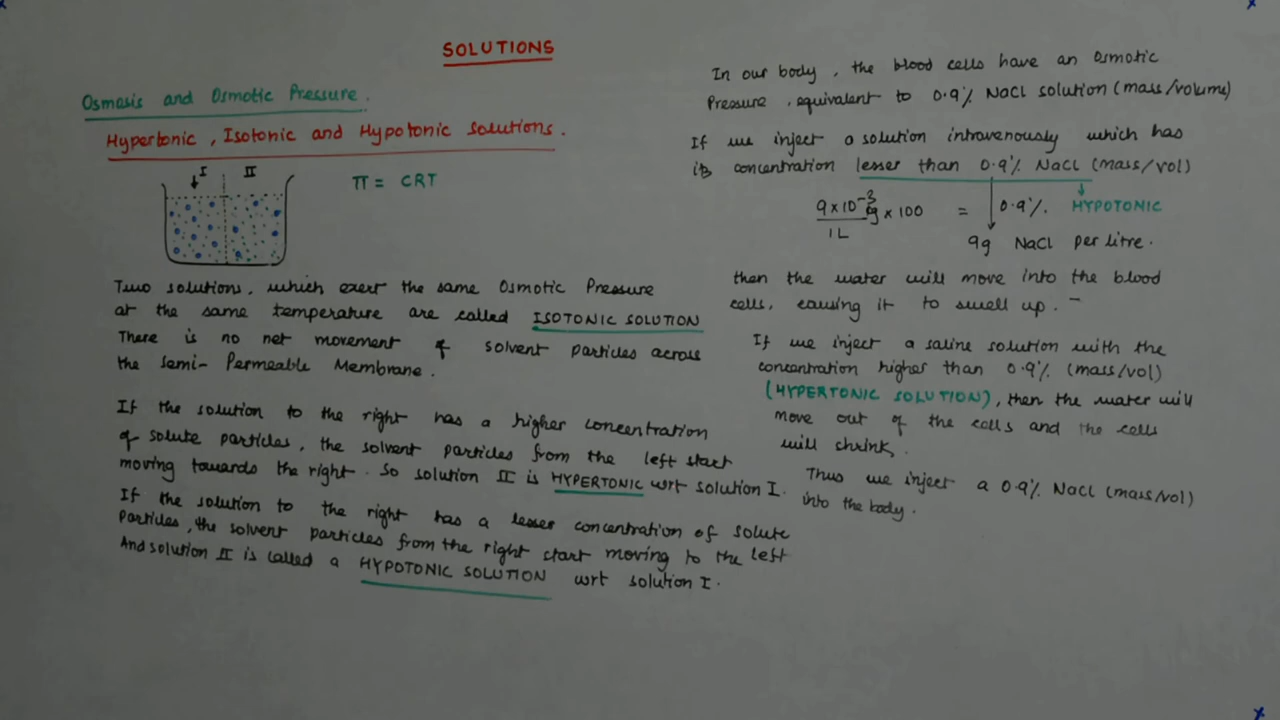 SOLUTIONS
Osmosis and Osmotic Pressure.
Hypertonic, Isotonic and Hypotonic Solutions.
I II
π = CRT
Two solutions, which exert the same Osmotic Pressure
at the same temperature are called ISOTONIC SOLUTION
There is no net movement of solvent particles across
the Semi-Permeable Membrane.
If the solution to the right has a higher concentration
of solute particles, the solvent particles from the left start
moving towards the right. So solution II is HYPERTONIC wrt solution I.
If the solution to the right has a lesser concentration of solute
Particles, the solvent particles from the right start moving to the left
And solution II is called a HYPOTONIC SOLUTION wrt solution I.
In our body, the blood cells have an Osmotic
Pressure, equivalent to 0.9% NaCl solution (mass/volume)
If we inject a solution intravenously which has
its concentration lesser than 0.9% NaCl (mass/vol)
9 × 10⁻³ kg × 100 = 0.9%. HYPOTONIC
1L
9g NaCl per litre.
then the water will move into the blood
cells, causing it to swell up.
If we inject a saline solution with the
concentration higher than 0.9% (mass/vol)
(HYPERTONIC SOLUTION), then the water will
move out of the cells and the cells
will shrink.
Thus we inject a 0.9% NaCl (mass/vol)
into the body.